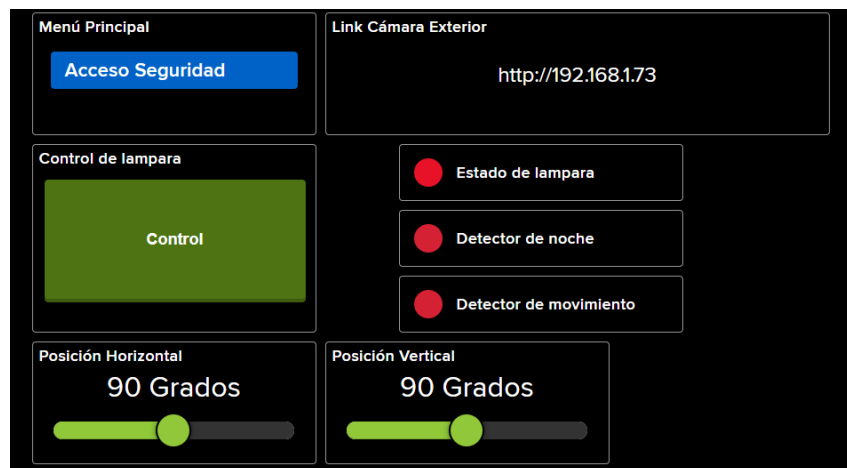 Menú Principal
Acceso Seguridad
Link Cámara Exterior
http://192.168.1.73
Control de lampara
Control
Estado de lampara
Detector de noche
Detector de movimiento
Posición Horizontal
90 Grados
Posición Vertical
90 Grados